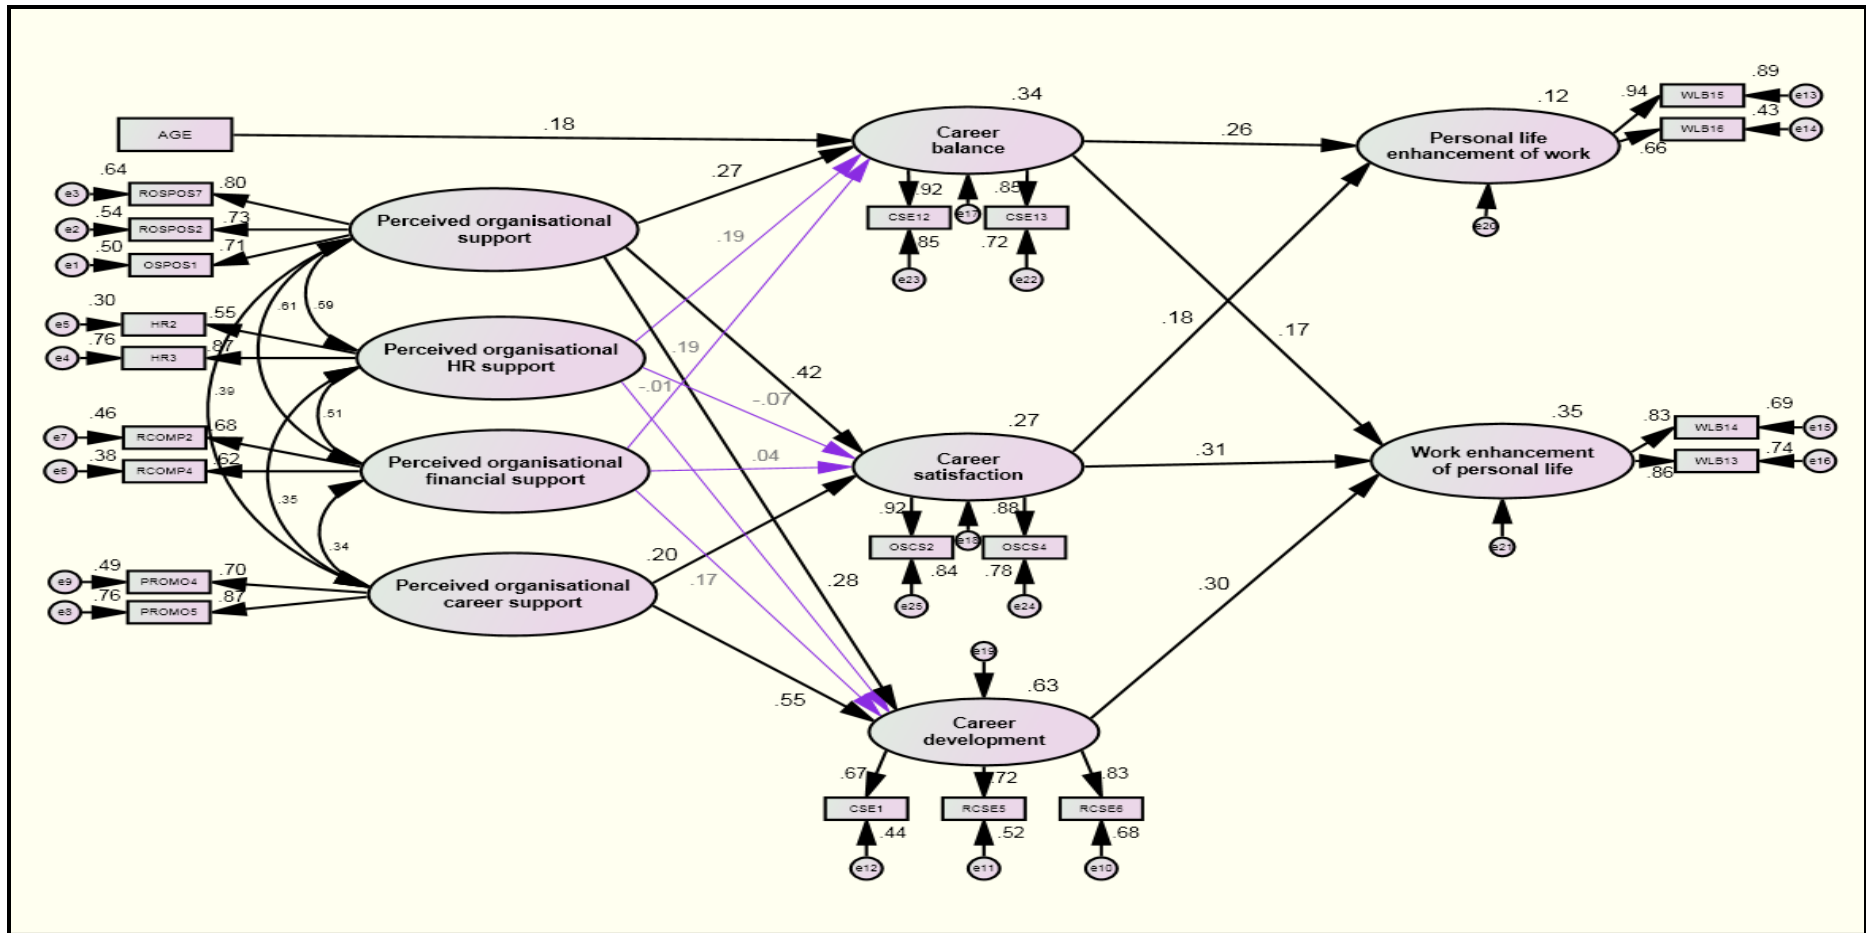 .34
.12
.94
.89
WLB15
e13
AGE
.18
Career
balance
.26
Personal life
enhancement of work
.43
WLB16
e14
.66
.64
.80
e3
ROSPOS7
.54
.73
e2
ROSPOS2
.50
.71
e1
OSPOS1
Perceived organisational
support
.27
.92
.85
CSE12
e17
CSE13
.85
.72
e23
e22
e20
.19
.61
.69
.30
.55
e5
HR2
.76
.87
e4
HR3
Perceived organisational
HR support
.19
-.01
-.07
.42
.18
.17
.39
.51
.46
.68
e7
RCOMP2
.38
.62
e6
RCOMP4
Perceived organisational
financial support
.04
.27
Career
satisfaction
.31
.35
Work enhancement
of personal life
.83
.69
WLB14
e15
.74
WLB13
e16
.86
.35
.34
.92
.88
OSCS2
e18
OSCS4
.84
.78
e25
e24
e21
.49
.70
e9
PROMO4
.76
.87
e8
PROMO5
Perceived organisational
career support
.20
.17
.28
.30
.55
e19
.63
Career
development
.67
.72
.83
CSE1
RCSE5
RCSE6
.44
.52
.68
e12
e11
e10